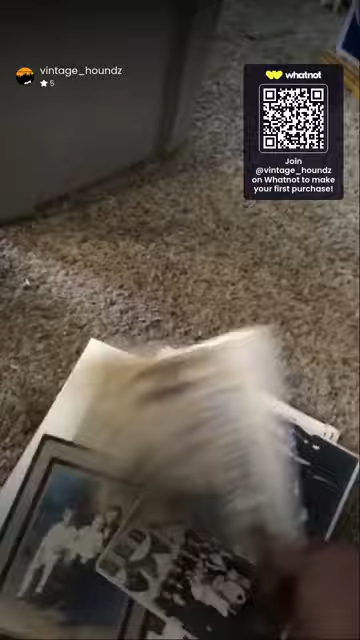 vintage_houndz
★ 5
whatnot
Join
@vintage_houndz
on Whatnot to make
your first purchase!